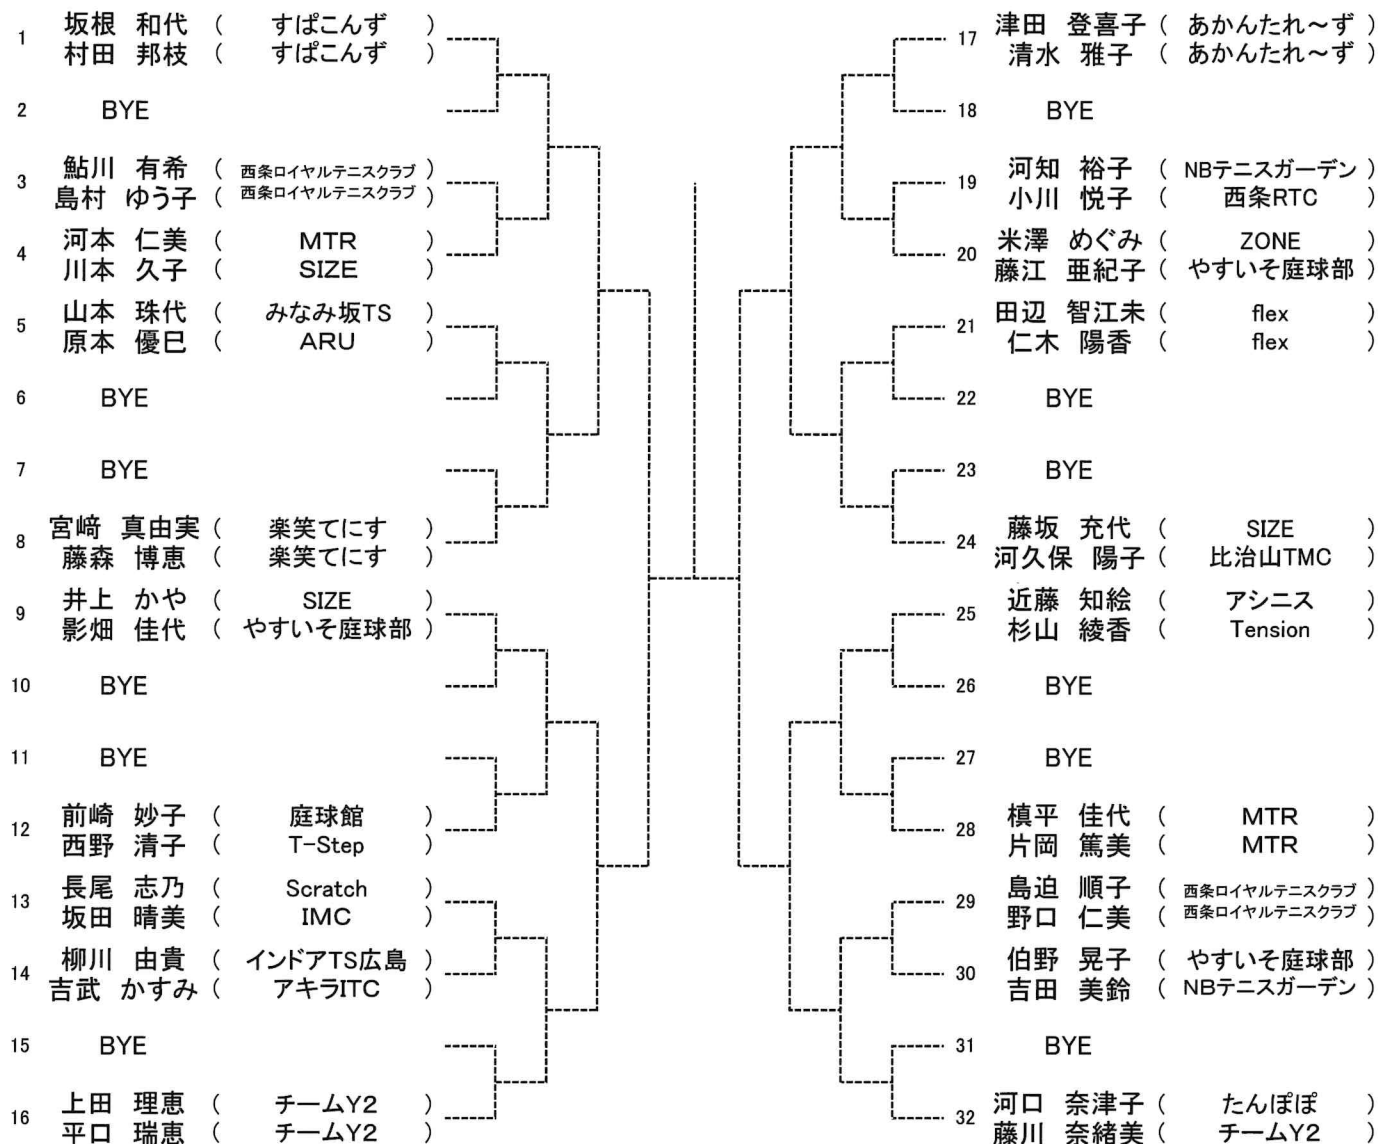 1 坂根 和代 ( すぱこんず )
村田 邦枝 ( すぱこんず )
2 BYE
3 鮎川 有希 ( 西条ロイヤルテニスクラブ )
島村 ゆう子 ( 西条ロイヤルテニスクラブ )
4 河本 仁美 ( MTR )
川本 久子 ( SIZE )
5 山本 珠代 ( みなみ坂TS )
原本 優巳 ( ARU )
6 BYE
7 BYE
8 宮﨑 真由実 ( 楽笑てにす )
藤森 博恵 ( 楽笑てにす )
9 井上 かや ( SIZE )
影畑 佳代 ( やすいそ庭球部 )
10 BYE
11 BYE
12 前崎 妙子 ( 庭球館 )
西野 清子 ( T-Step )
13 長尾 志乃 ( Scratch )
坂田 晴美 ( IMC )
14 柳川 由貴 ( インドアTS広島 )
吉武 かすみ ( アキラITC )
15 BYE
16 上田 理恵 ( チームY2 )
平口 瑞恵 ( チームY2 )
17 津田 登喜子 ( あかんたれ～ず )
清水 雅子 ( あかんたれ～ず )
18 BYE
19 河知 裕子 ( NBテニスガーデン )
小川 悦子 ( 西条RTC )
20 米澤 めぐみ ( ZONE )
藤江 亜紀子 ( やすいそ庭球部 )
21 田辺 智江未 ( flex )
仁木 陽香 ( flex )
22 BYE
23 BYE
24 藤坂 充代 ( SIZE )
河久保 陽子 ( 比治山TMC )
25 近藤 知絵 ( アシニス )
杉山 綾香 ( Tension )
26 BYE
27 BYE
28 槙平 佳代 ( MTR )
片岡 篤美 ( MTR )
29 島迫 順子 ( 西条ロイヤルテニスクラブ )
野口 仁美 ( 西条ロイヤルテニスクラブ )
30 伯野 晃子 ( やすいそ庭球部 )
吉田 美鈴 ( NBテニスガーデン )
31 BYE
32 河口 奈津子 ( たんぽぽ )
藤川 奈緒美 ( チームY2 )